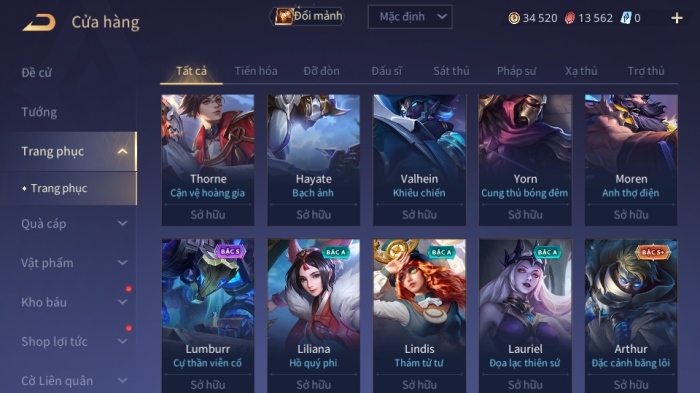 Cửa hàng
Đổi mảnh
Mặc định
34 520
13 562
0
Đề cử
Tướng
Trang phục
Trang phục
Quà cáp
Vật phẩm
Kho báu
Shop lợi tức
Cờ Liên quân
Tất cả Tiến hóa Đỡ đòn Đấu sĩ Sát thủ Pháp sư Xạ thủ Trợ thủ
Thorne
Cận vệ hoàng gia
Sở hữu
Hayate
Bạch ảnh
Sở hữu
Valhein
Khiêu chiến
Sở hữu
Yorn
Cung thủ bóng đêm
Sở hữu
Moren
Anh thợ điện
Sở hữu
BẬC S
Lumburr
Cự thần viễn cổ
Sở hữu
BẬC A
Liliana
Hồ quý phi
Sở hữu
BẬC A
Lindis
Thám tử tư
Sở hữu
BẬC A
Lauriel
Đọa lạc thiên sứ
Sở hữu
BẬC S+
Arthur
Đặc cảnh băng lôi
Sở hữu